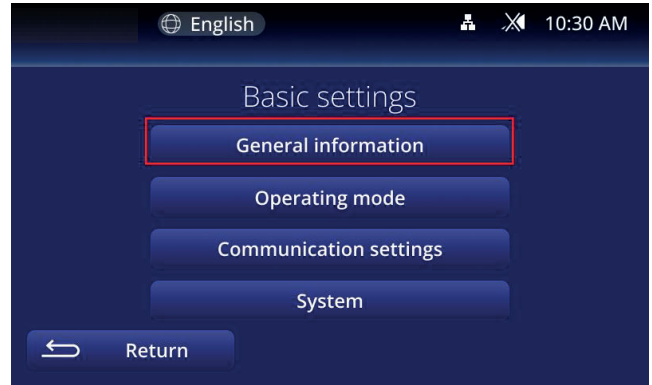 English
10:30 AM
Basic settings
General information
Operating mode
Communication settings
System
Return